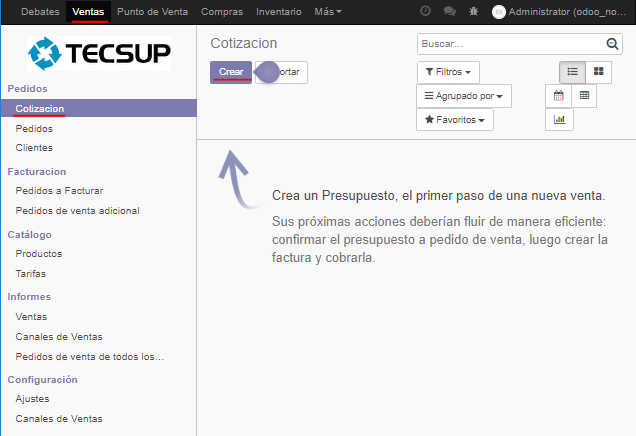 Debates Ventas Punto de Venta Compras Inventario Más Administrator (odoo_no...
TECSUP
Cotizacion
Buscar...
Crear
ortar
Filtros
Agrupado por
Favoritos
Pedidos
Cotizacion
Pedidos
Clientes
Facturacion
Pedidos a Facturar
Pedidos de venta adicional
Catálogo
Productos
Tarifas
Informes
Ventas
Canales de Ventas
Pedidos de venta de todos los...
Configuración
Ajustes
Canales de Ventas
Crea un Presupuesto, el primer paso de una nueva venta.
Sus próximas acciones deberían fluir de manera eficiente:
confirmar el presupuesto a pedido de venta, luego crear la
factura y cobrarla.